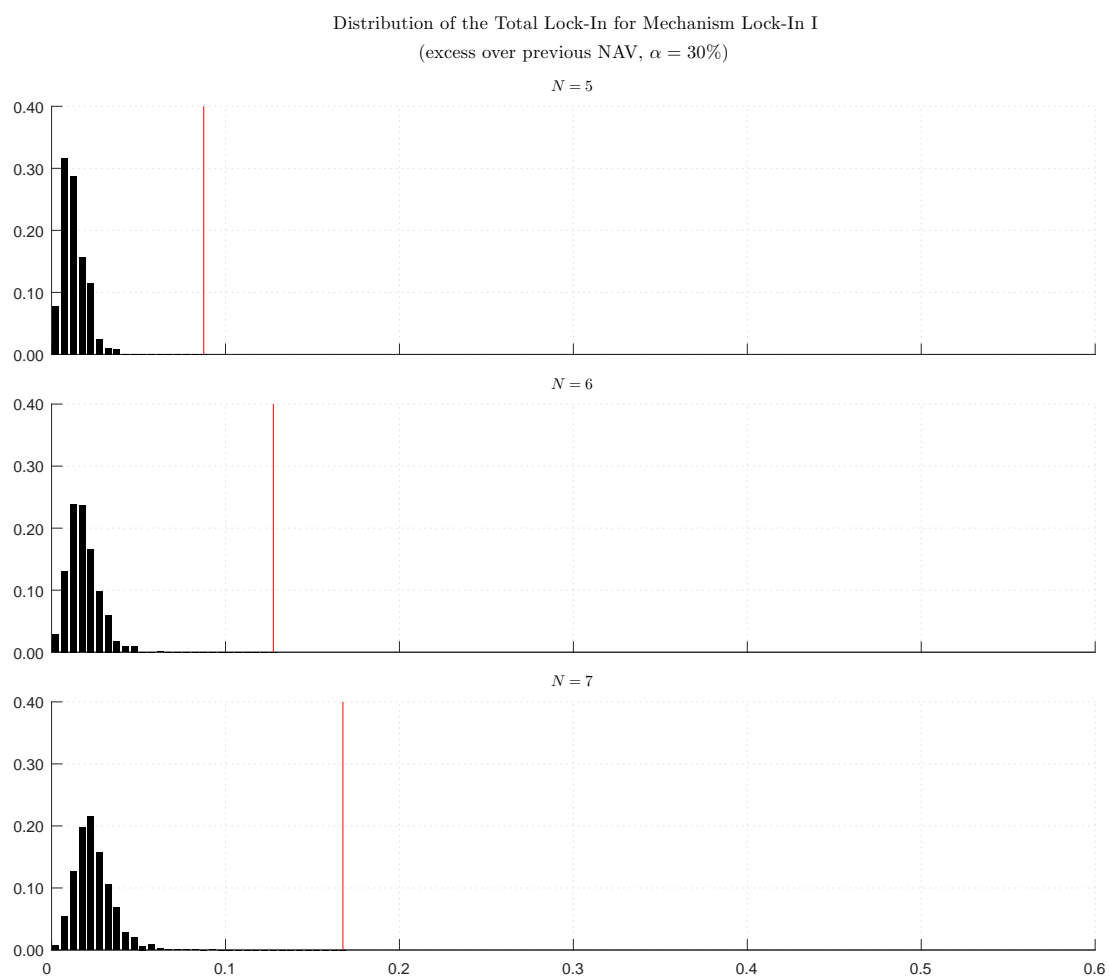 Distribution of the Total Lock-In for Mechanism Lock-In I
(excess over previous NAV, α = 30%)
N = 5
0.40
0.30
0.20
0.10
0.00
N = 6
0.40
0.30
0.20
0.10
0.00
N = 7
0.40
0.30
0.20
0.10
0.00
0 0.1 0.2 0.3 0.4 0.5 0.6